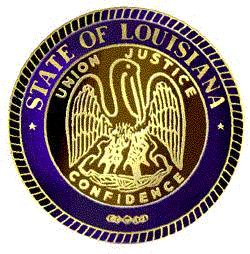 STATE OF LOUISIANA
UNION JUSTICE
CONFIDENCE